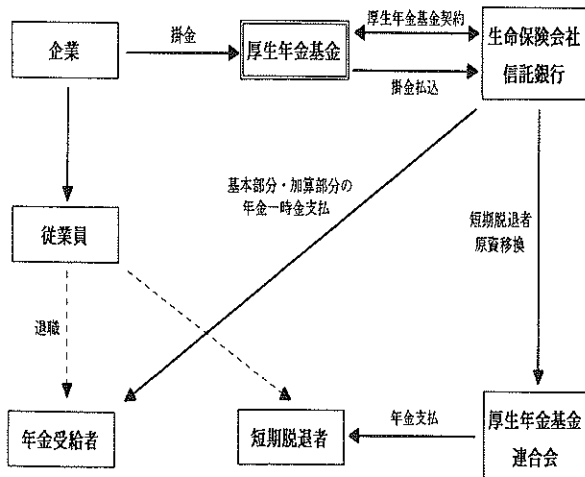 企業
掛金
厚生年金基金
厚生年金基金契約
掛金払込
生命保険会社
信託銀行
基本部分・加算部分の
年金一時金支払
短期脱退者
原資移換
従業員
退職
年金受給者
短期脱退者
年金支払
厚生年金基金
連合会